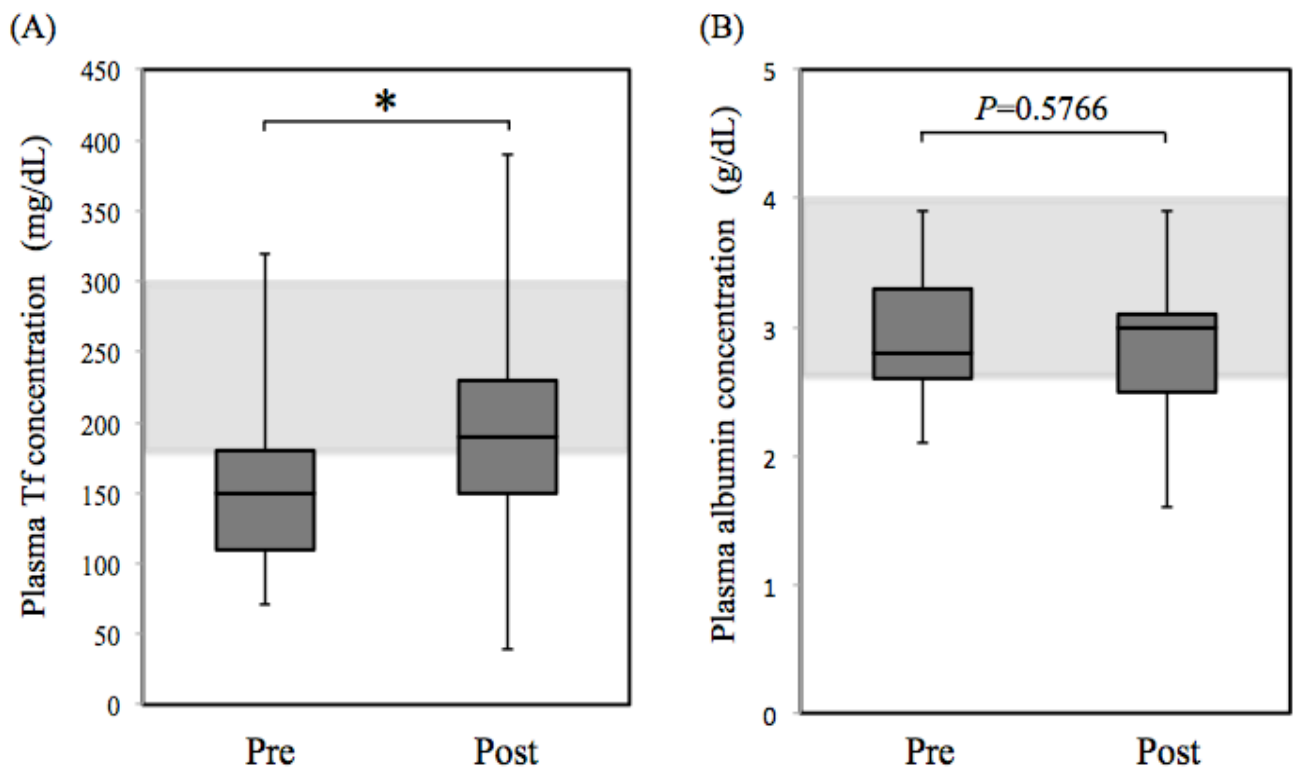 (A)
Plasma Tf concentration (mg/dL)
450
400
350
300
250
200
150
100
50
0
*
Pre Post
(B)
Plasma albumin concentration (g/dL)
5
4
3
2
1
0
P=0.5766
Pre Post